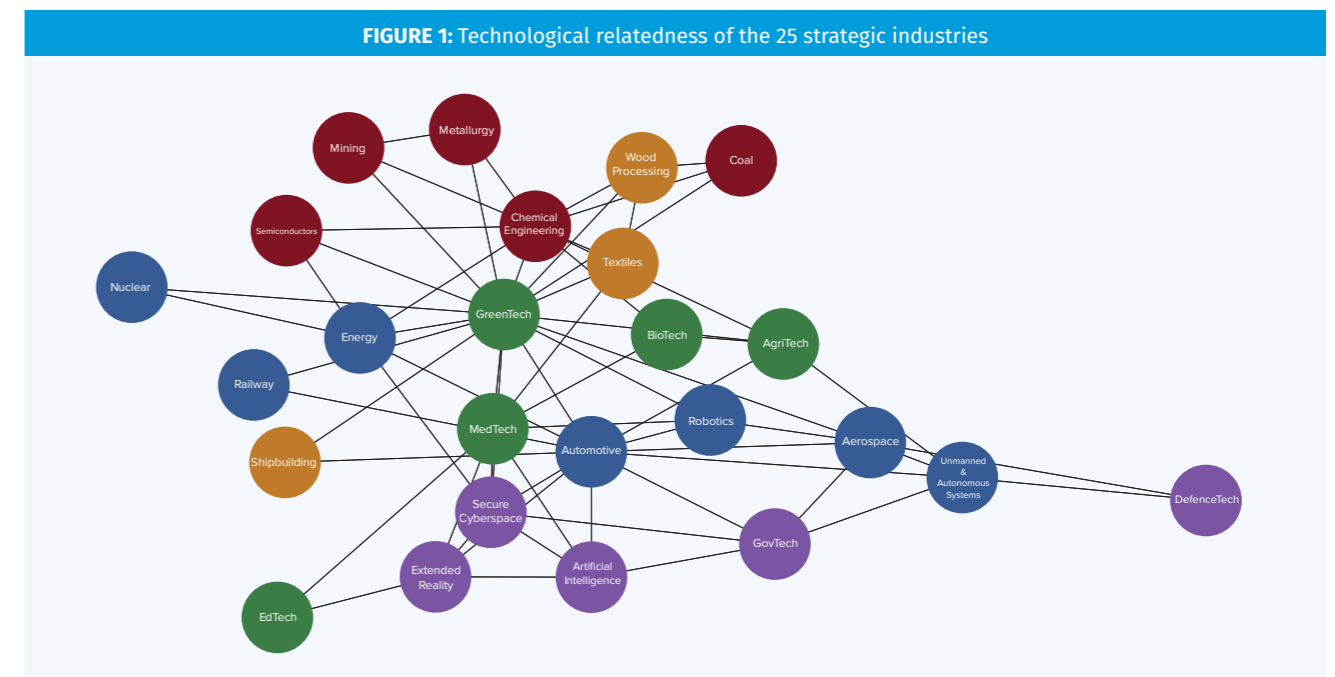 FIGURE 1: Technological relatedness of the 25 strategic industries
Metallurgy
Mining
Wood
Processing
Coal
Chemical
Engineering
Semiconductors
Textiles
Nuclear
GreenTech
Energy
BioTech
AgriTech
Railway
MedTech
Robotics
Automotive
Aerospace
Shipbuilding
Unmanned
&
Autonomous
Systems
DefenceTech
Secure
Cyberspace
GovTech
Extended
Reality
Artificial
Intelligence
EdTech